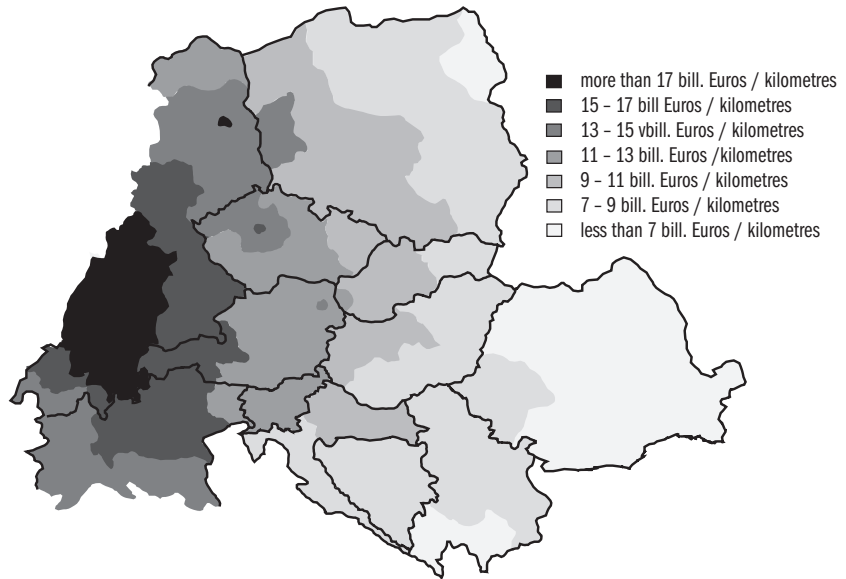 more than 17 bill. Euros / kilometres
15 – 17 bill Euros / kilometres
13 – 15 vbill. Euros / kilometres
11 – 13 bill. Euros /kilometres
9 – 11 bill. Euros / kilometres
7 – 9 bill. Euros / kilometres
less than 7 bill. Euros / kilometres